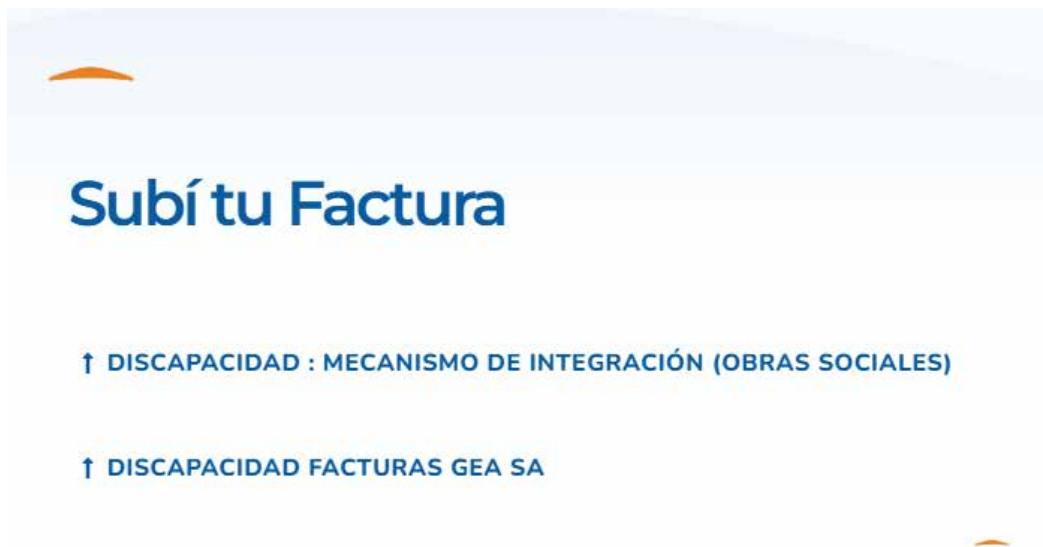 Subí tu Factura
↑ DISCAPACIDAD : MECANISMO DE INTEGRACIÓN (OBRAS SOCIALES)
↑ DISCAPACIDAD FACTURAS GEA SA